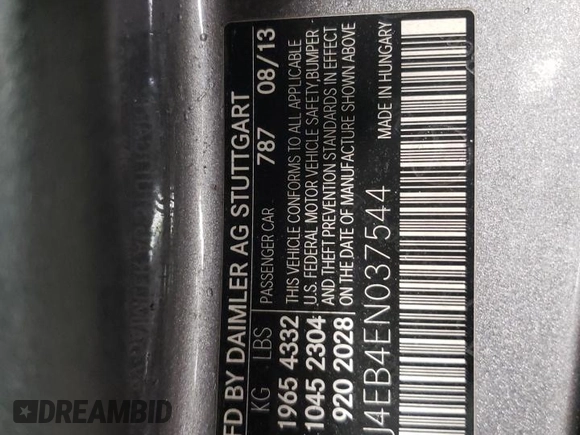 FD BY DAIMLER AG STUTTGART
KG LBS PASSENGER CAR 787 08/13
1965 4332 THIS VEHICLE CONFORMS TO ALL APPLICABLE
1045 2304 U.S. FEDERAL MOTOR VEHICLE SAFETY, BUMPER
920 2028 AND THEFT PREVENTION STANDARDS IN EFFECT
ON THE DATE OF MANUFACTURE SHOWN ABOVE
J4EB4EN037544 MADE IN HUNGARY
DREAMBID